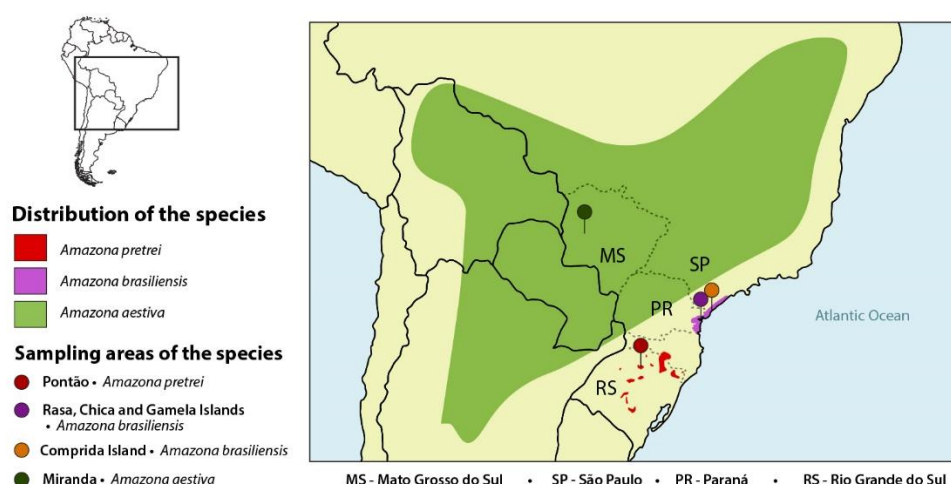 Distribution of the species
Amazona pretrei
Amazona brasiliensis
Amazona aestiva
Sampling areas of the species
Pontão • Amazona pretrei
Rasa, Chica and Gamela Islands
• Amazona brasiliensis
Comprida Island • Amazona brasiliensis
Miranda • Amazona aestiva
MS
SP
PR
RS
Atlantic Ocean
MS - Mato Grosso do Sul • SP - São Paulo • PR - Paraná • RS - Rio Grande do Sul